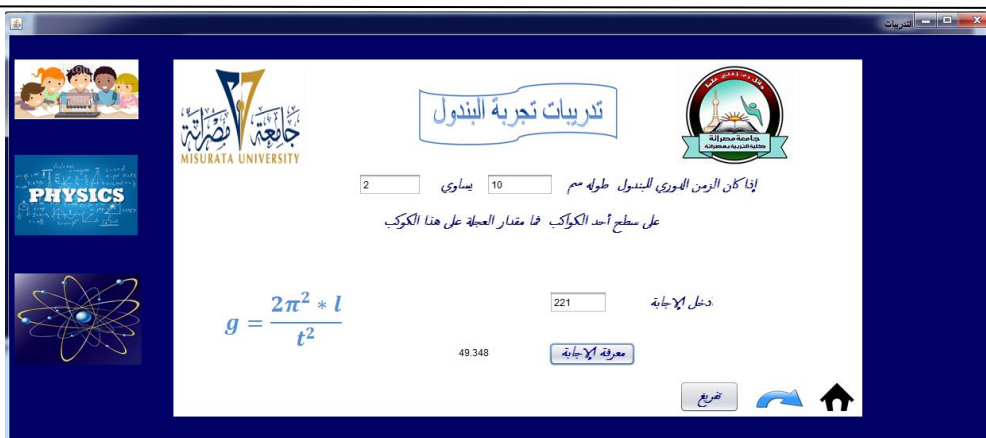 التدريبات
جامعة مصراتة
MISURATA UNIVERSITY
تدريبات تجربة البندول
جامعة مصراتة
كلية التربية بمصراتة
PHYSICS
إذا كان الزمن الدوري للبندول طوله سم 10 يساوي 2
على سطح أحد الكواكب فما مقدار العجلة على هذا الكوكب
ادخل الإجابة 221
g = 2π² * l / t²
معرفة الإجابة 49.348
تفريغ